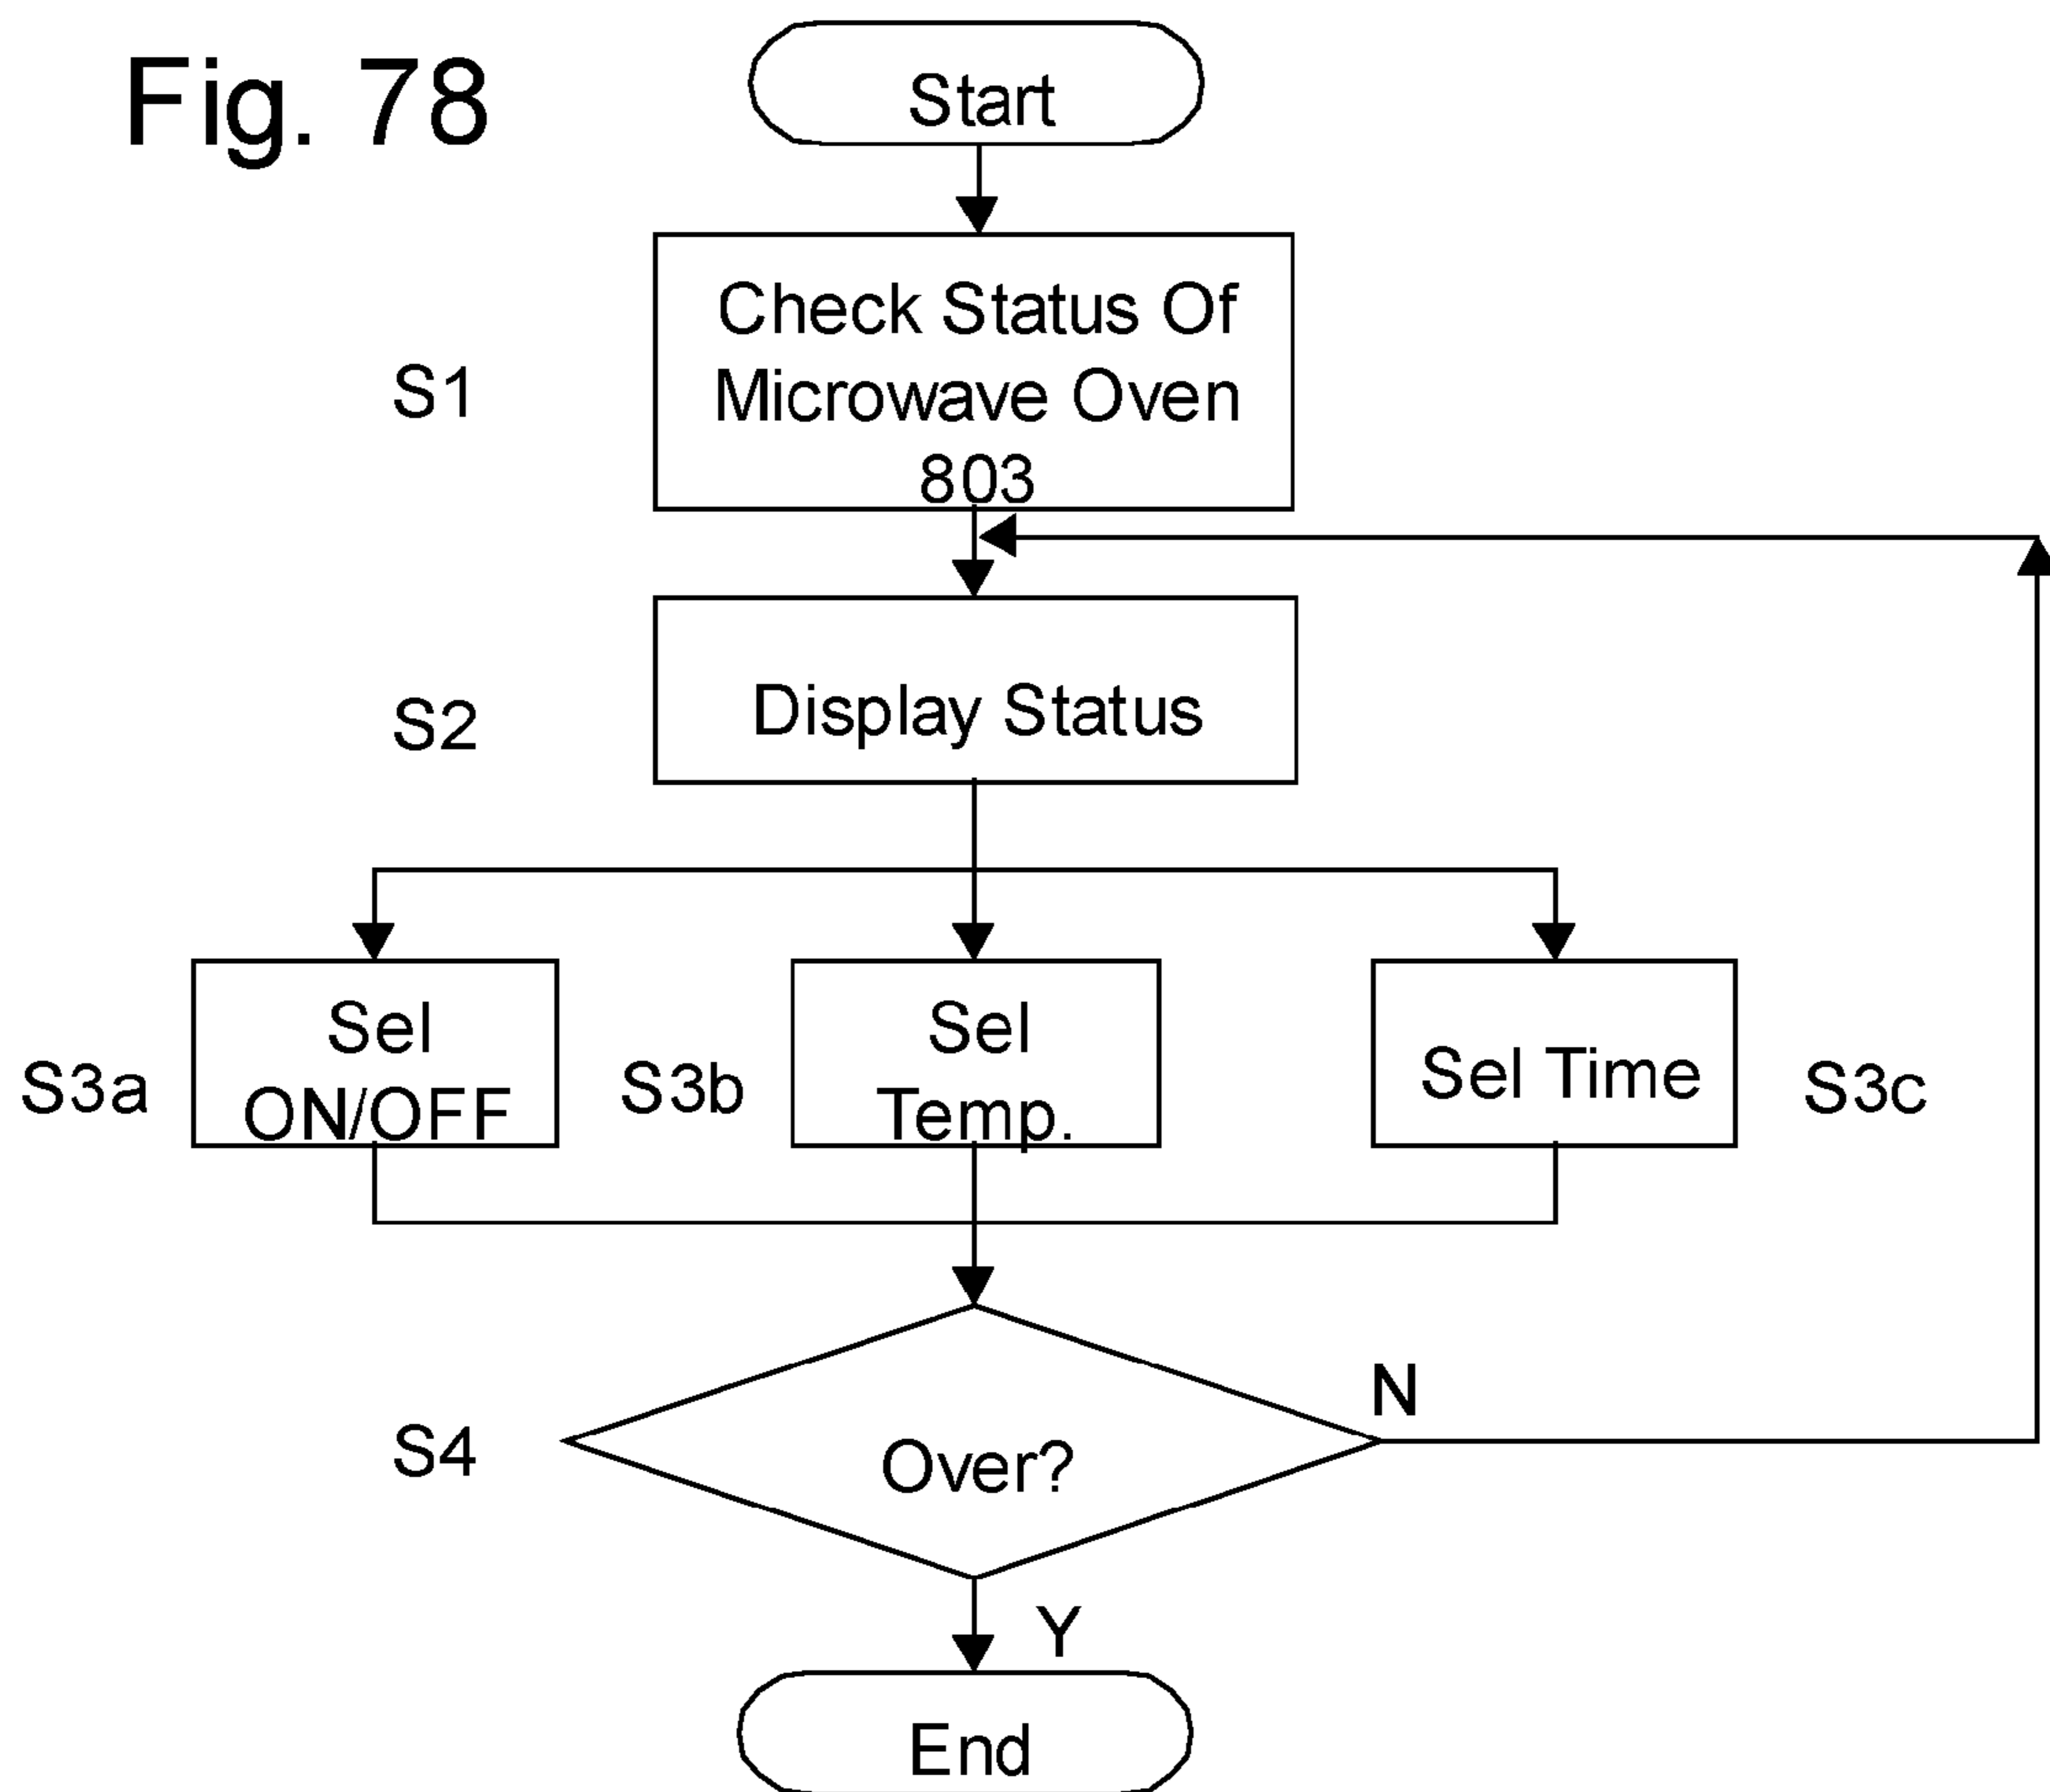 Fig. 78
Start
Check Status Of
Microwave Oven
803
S1
Display Status
S2
S3a
Sel
ON/OFF
S3b
Sel
Temp.
Sel Time
S3c
S4
Over?
N
Y
End